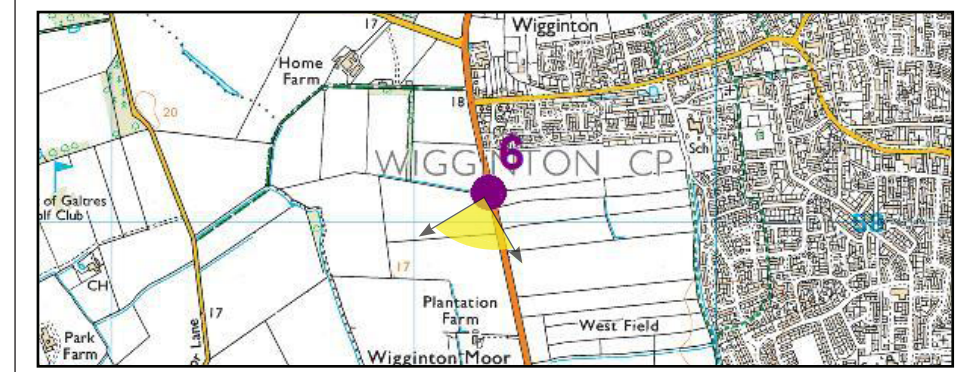 17
Wigginton
Home
Farm
18
20
6
WIGGINTON CP
Sch
of Galtres
olf Club
59
17
CH
17
Plantation
Farm
West Field
Park
Farm
Lane
Wigginton Moor